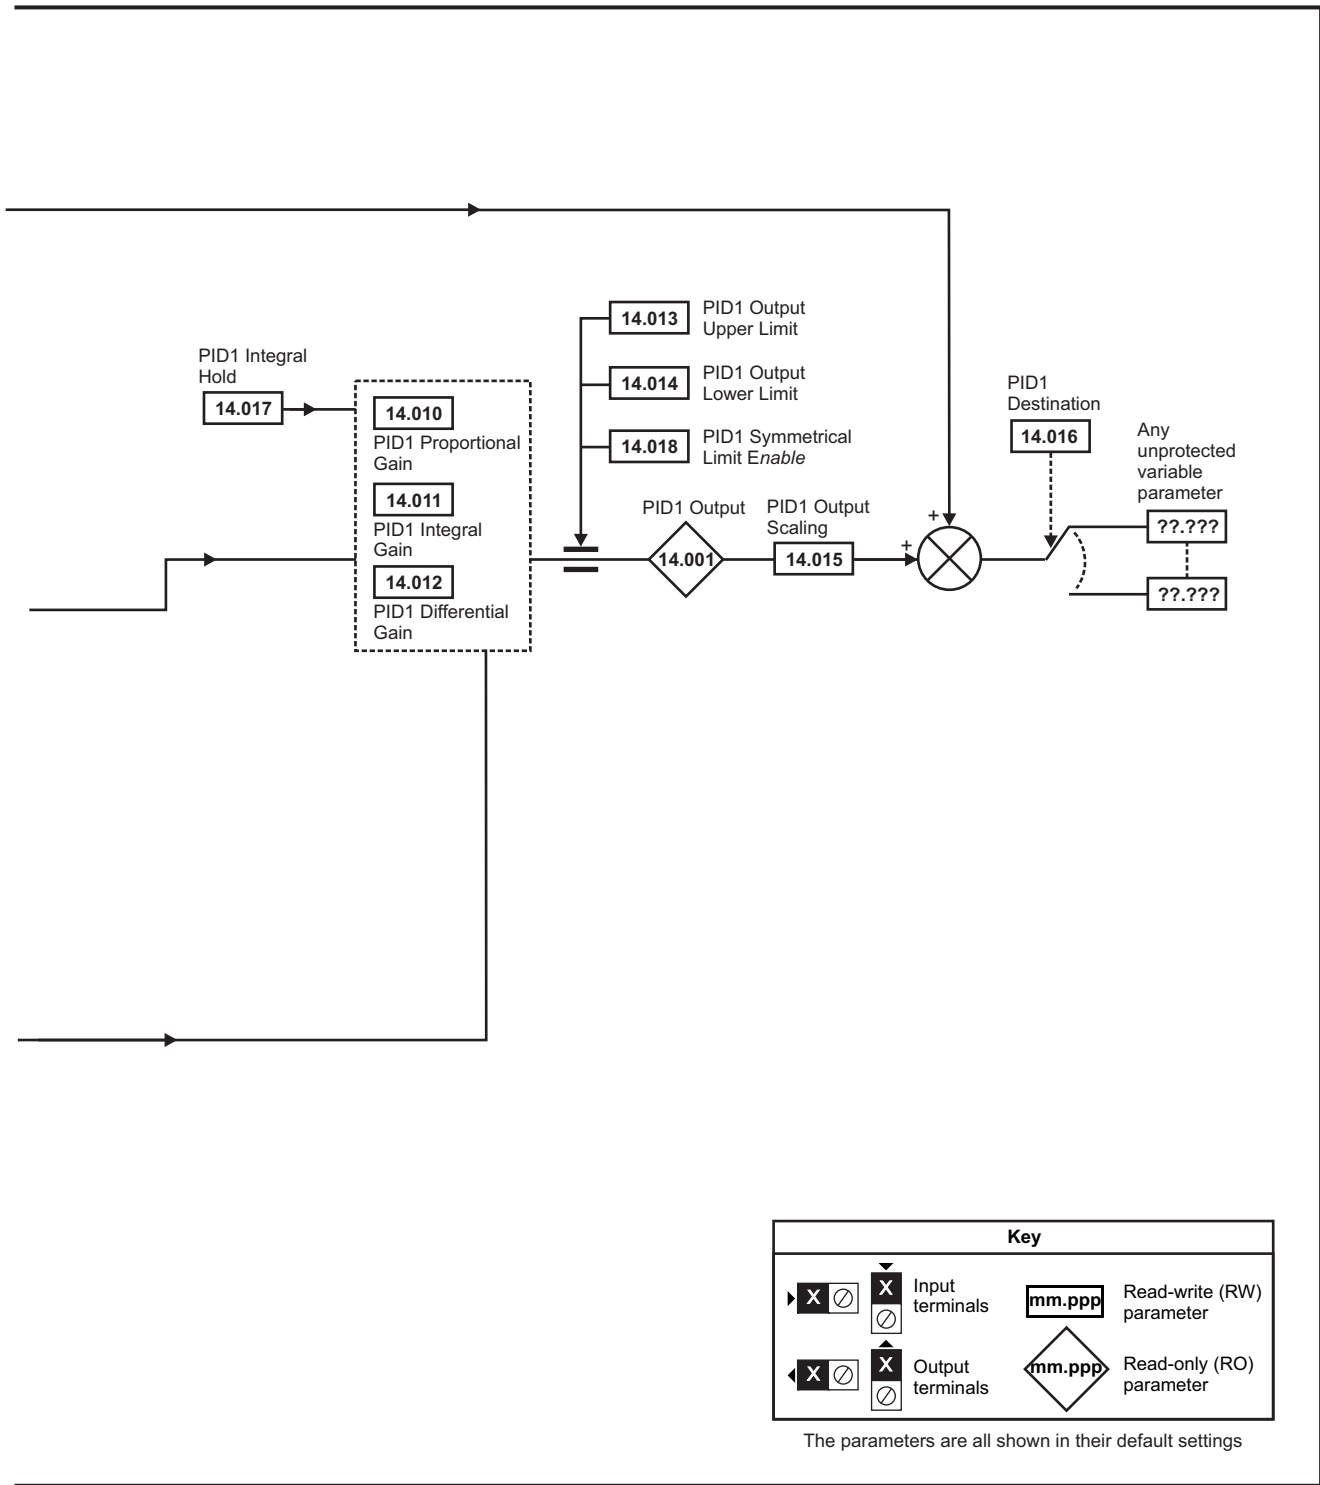 14.013
PID1 Output
Upper Limit
PID1 Integral
Hold
14.017
14.014
PID1 Output
Lower Limit
14.010
PID1 Proportional
Gain
14.018
PID1 Symmetrical
Limit Enable
PID1
Destination
14.016
Any
unprotected
variable
parameter
14.011
PID1 Integral
Gain
PID1 Output
14.001
PID1 Output
Scaling
14.015
+
+
??.???
??.???
14.012
PID1 Differential
Gain
Key
X
X
Input
terminals
mm.ppp
Read-write (RW)
parameter
X
X
Output
terminals
mm.ppp
Read-only (RO)
parameter
The parameters are all shown in their default settings